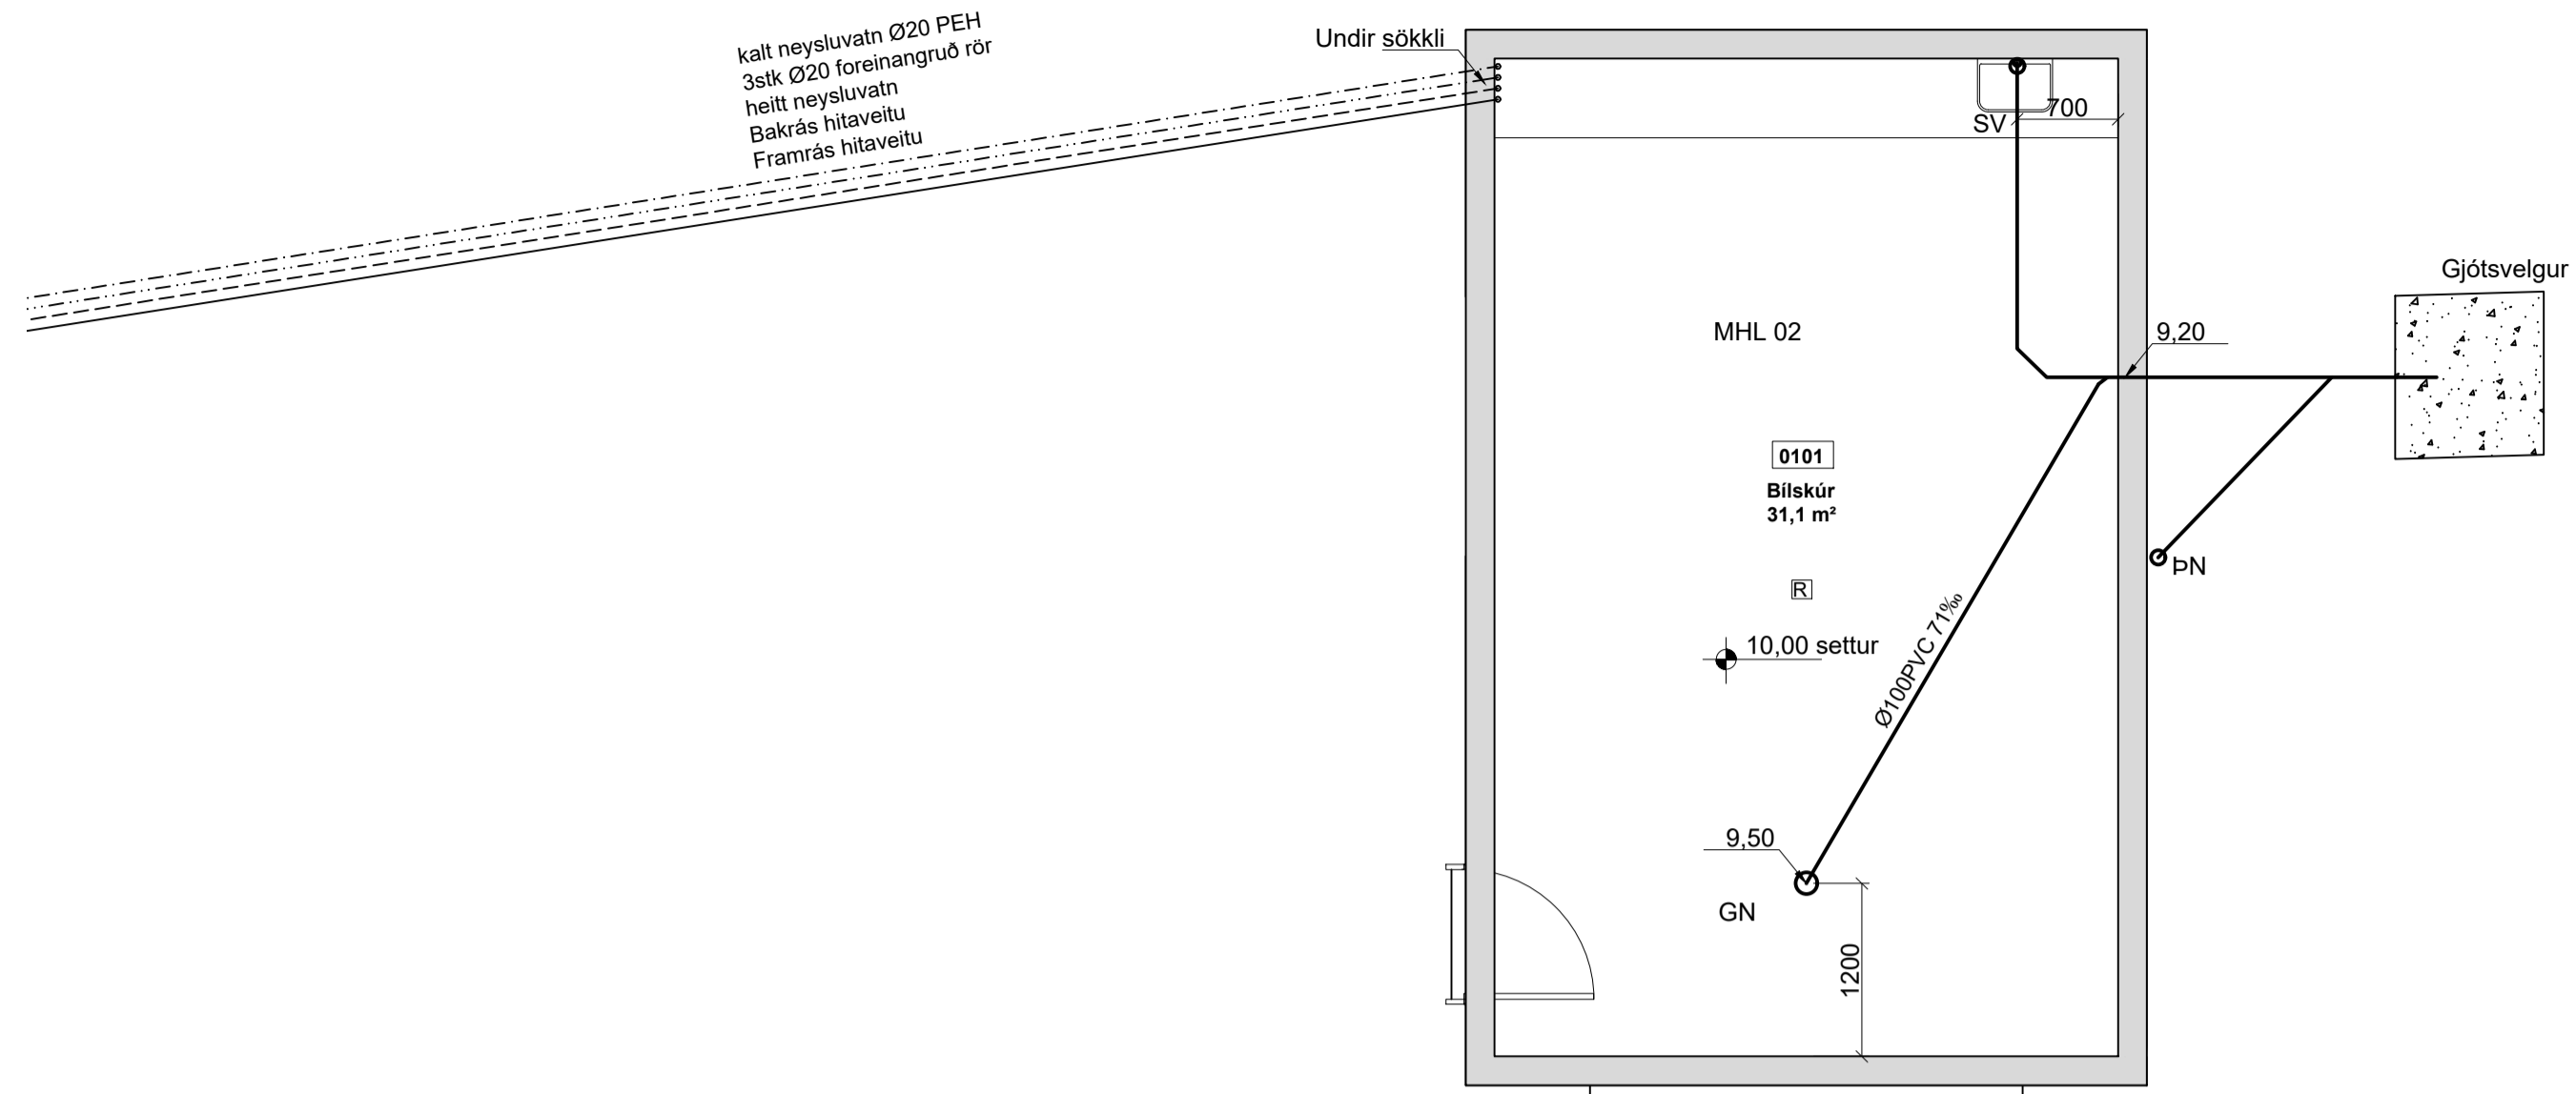 kalt neysluvatn Ø20 PEH
3stk Ø20 foreinangruð rör
heitt neysluvatn
Bakrás hitaveitu
Framrás hitaveitu
Undir sökkli
700
SV
Gjótsvelgur
MHL 02
9,20
0101
Bílskúr
31,1 m²
ÞN
R
10,00 settur
Ø100PVC 71‰
9,50
GN
1200